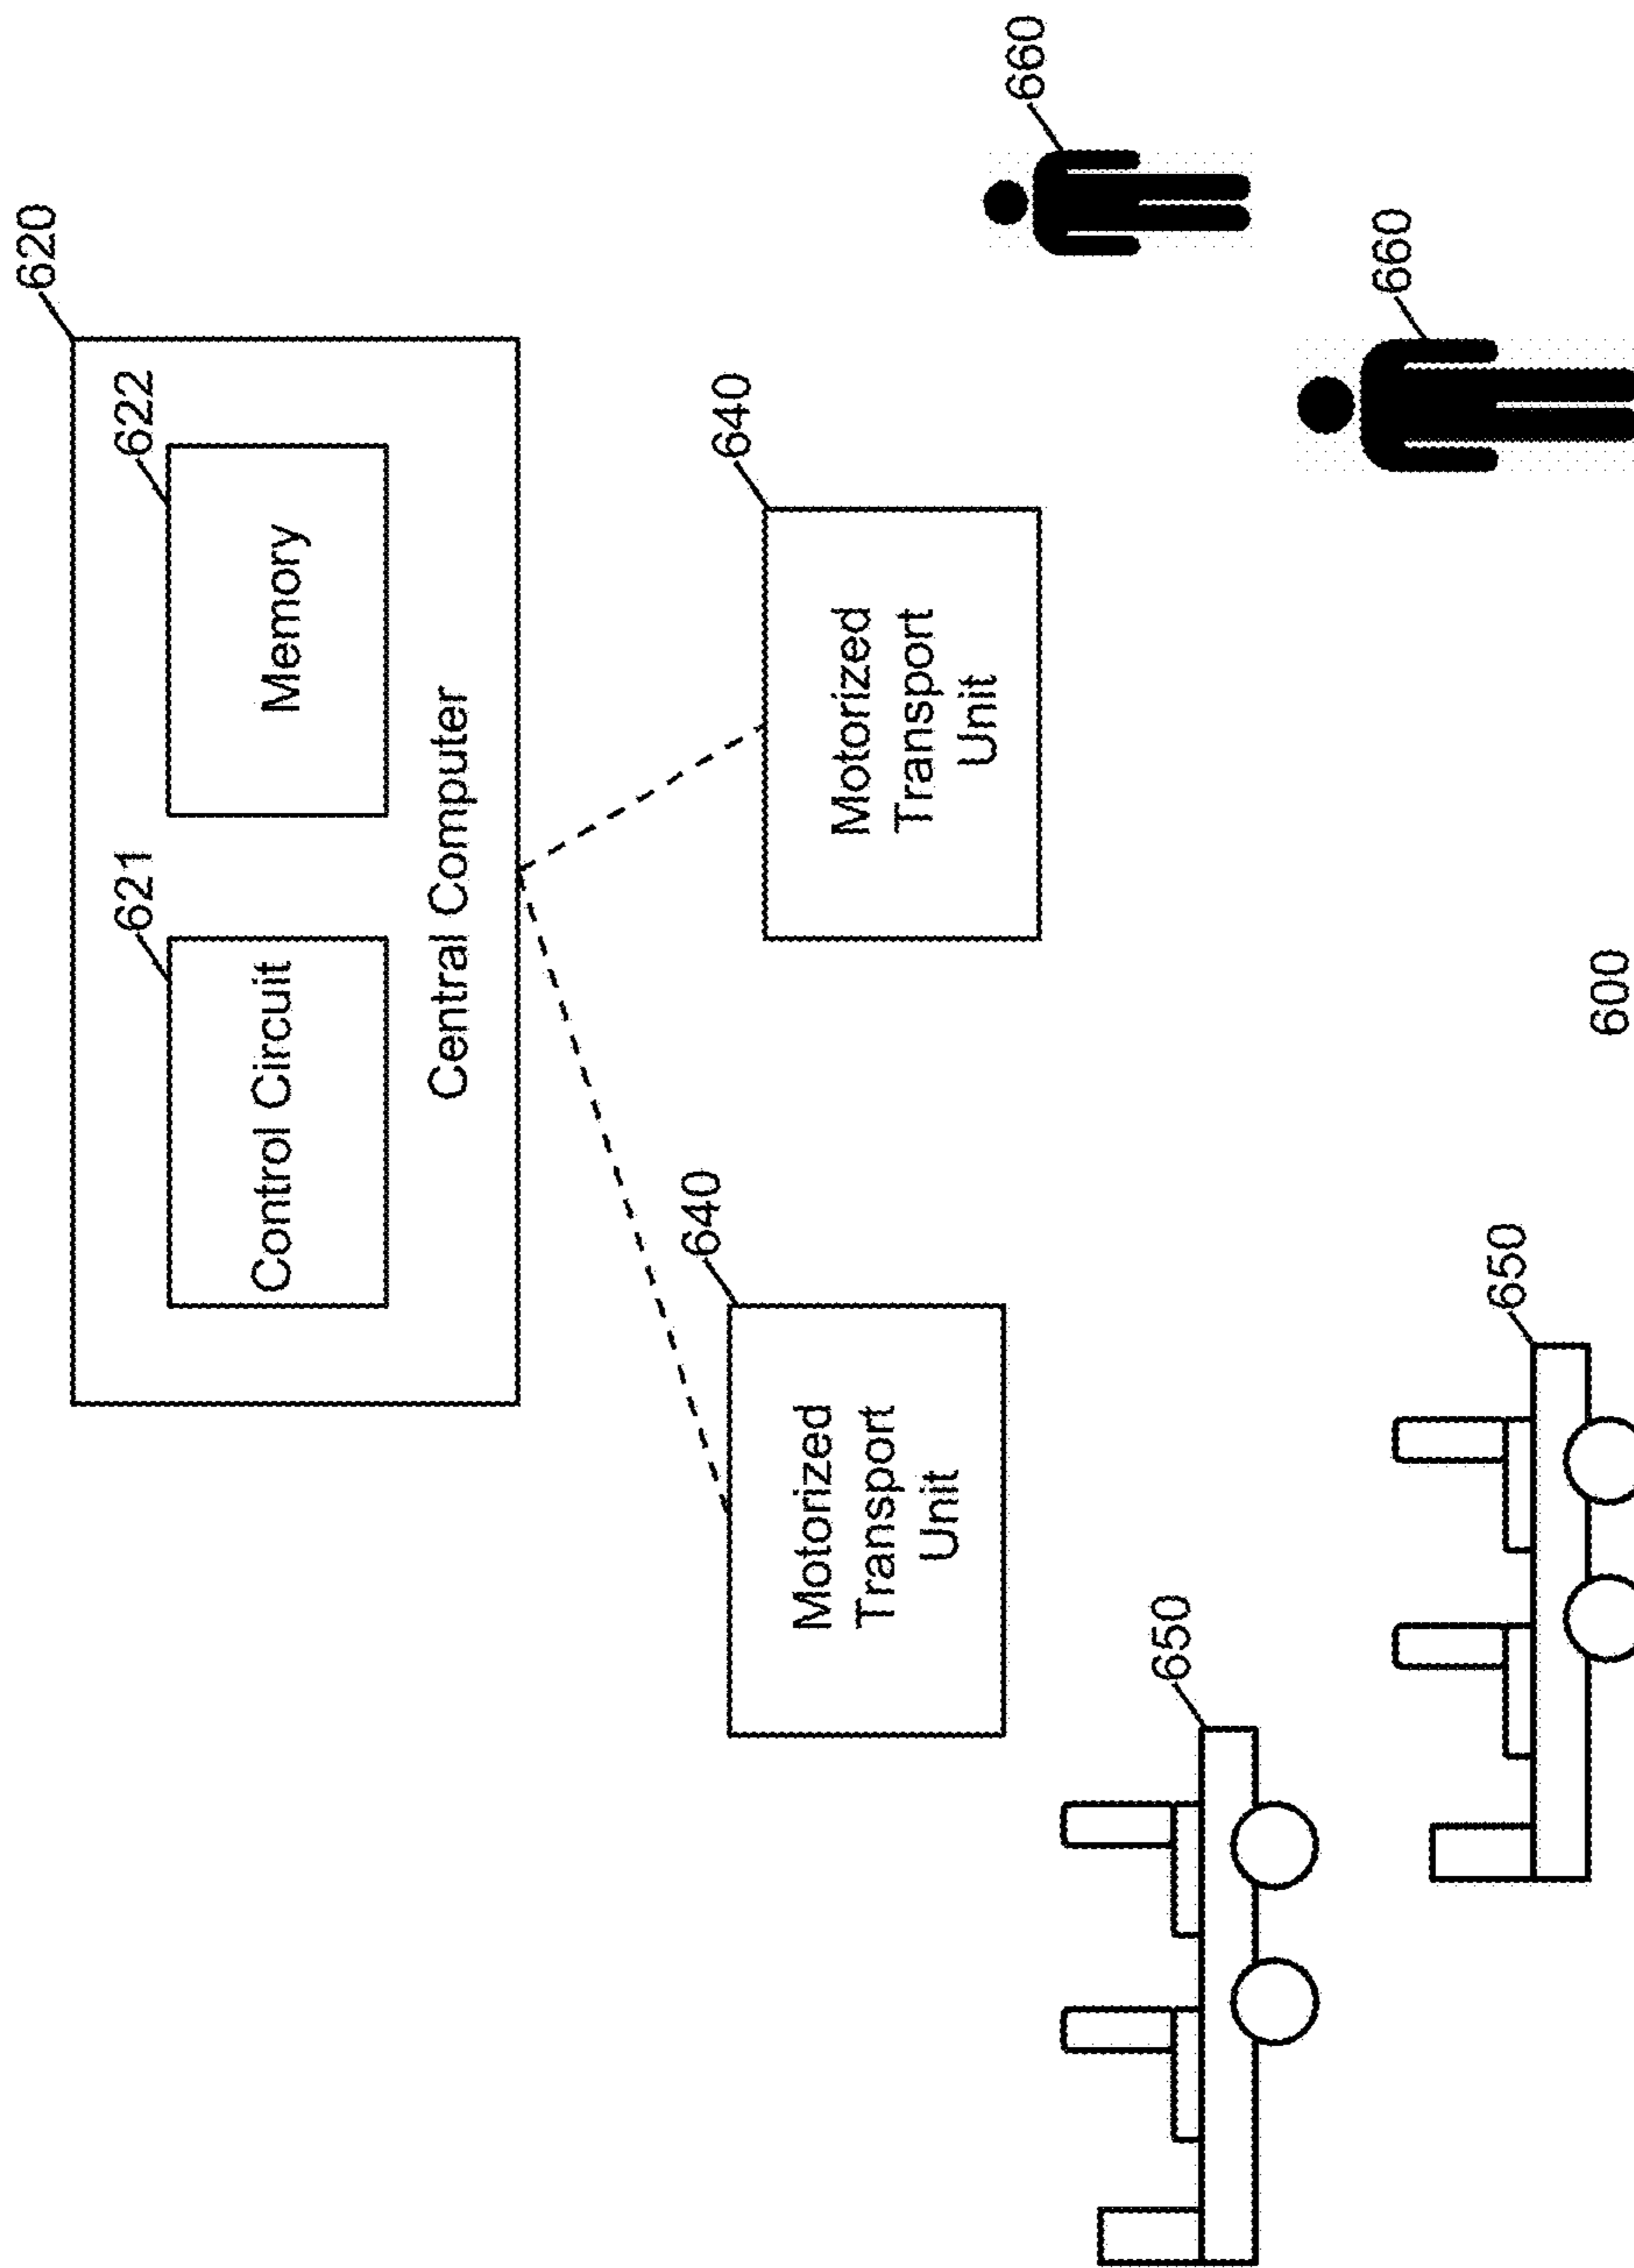 620
621
622
Control Circuit
Memory
Central Computer
640
640
Motorized
Transport
Unit
Motorized
Transport
Unit
650
660
650
660
600